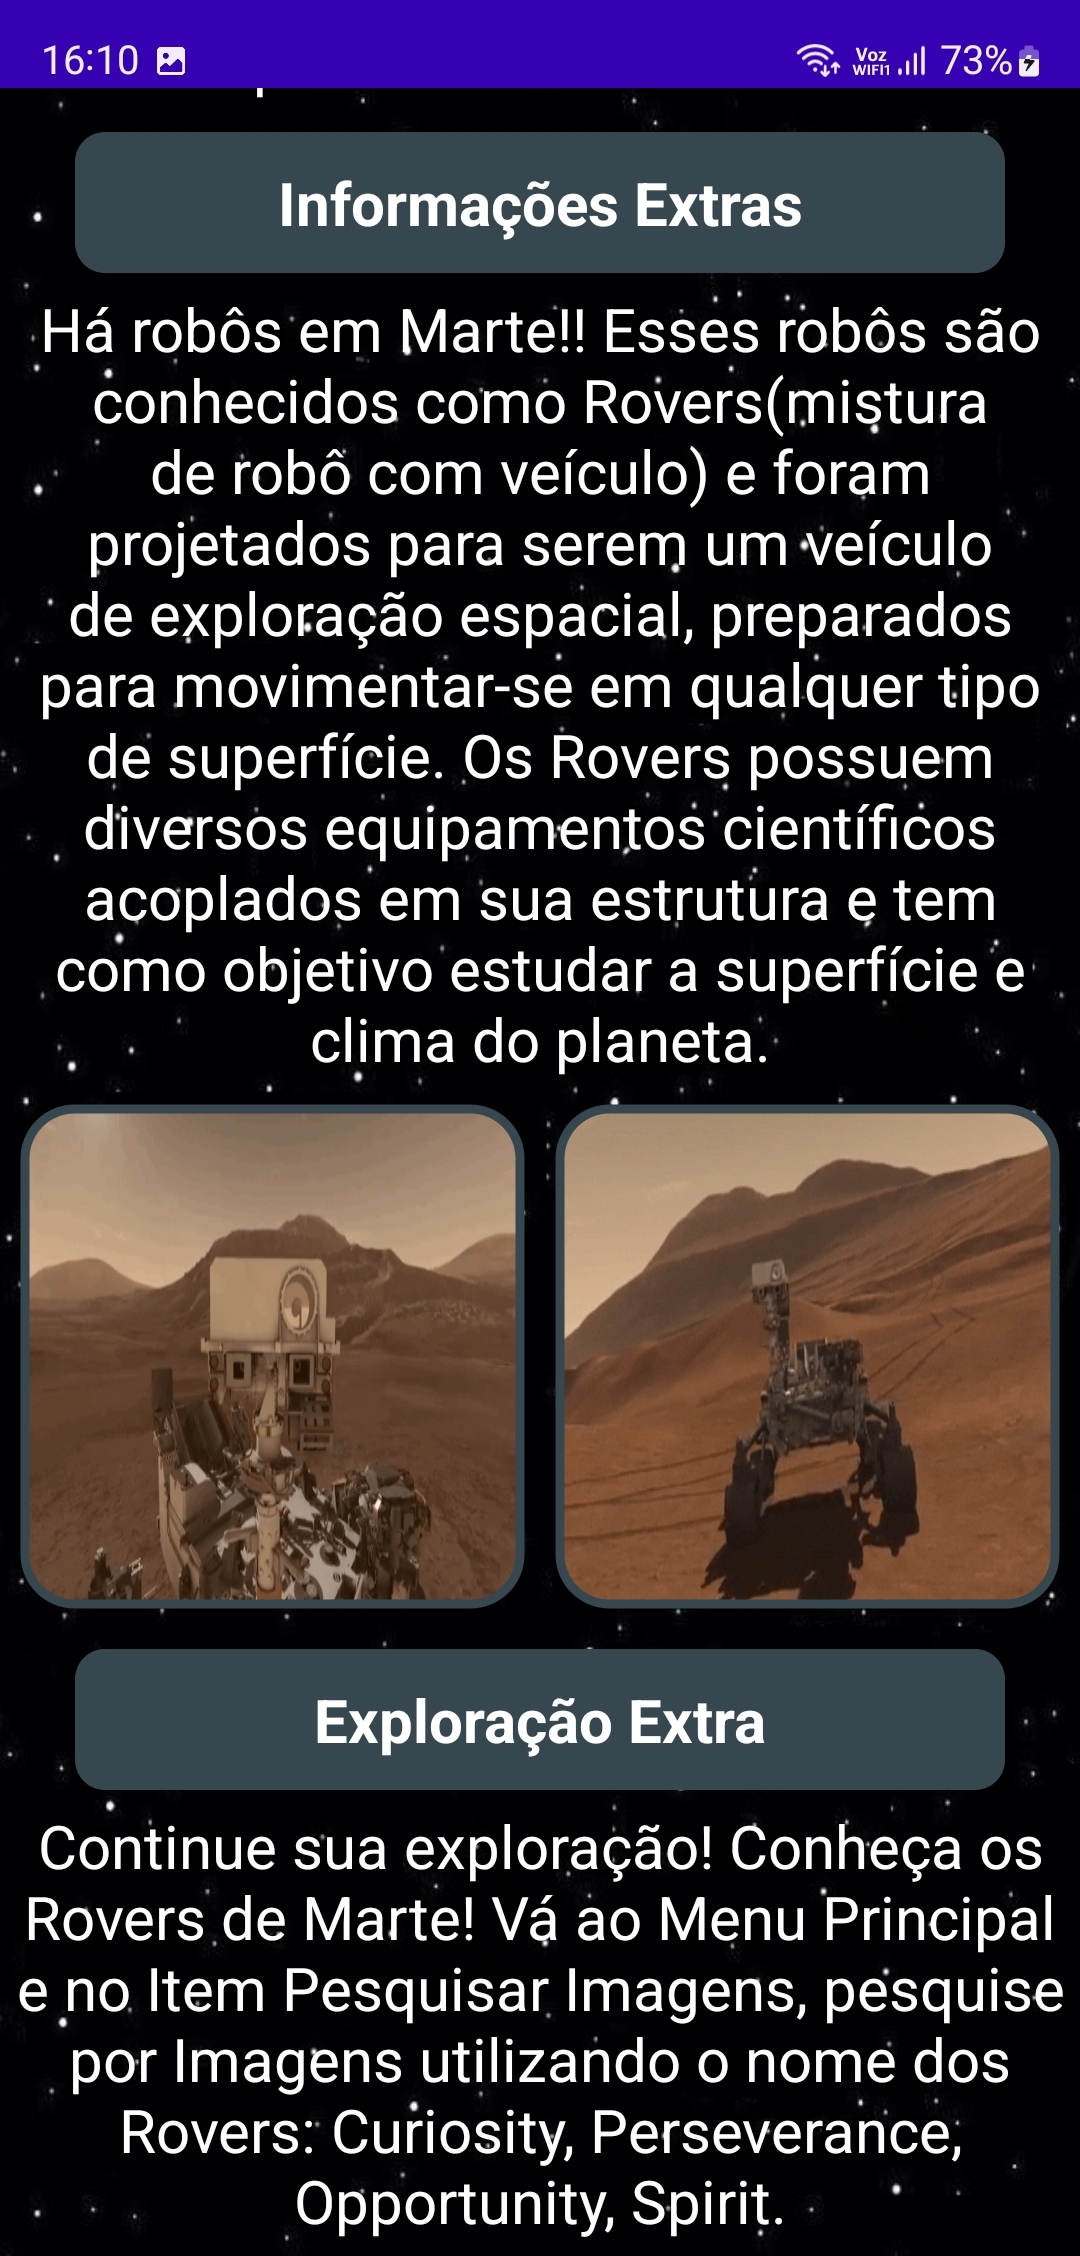 16:10
Voz
WIFI1
73%
Informações Extras
Há robôs em Marte!! Esses robôs são
conhecidos como Rovers(mistura
de robô com veículo) e foram
projetados para serem um veículo
de exploração espacial, preparados
para movimentar-se em qualquer tipo
de superfície. Os Rovers possuem
diversos equipamentos científicos
acoplados em sua estrutura e tem
como objetivo estudar a superfície e
clima do planeta.
Exploração Extra
Continue sua exploração! Conheça os
Rovers de Marte! Vá ao Menu Principal
e no Item Pesquisar Imagens, pesquise
por Imagens utilizando o nome dos
Rovers: Curiosity, Perseverance,
Opportunity, Spirit.